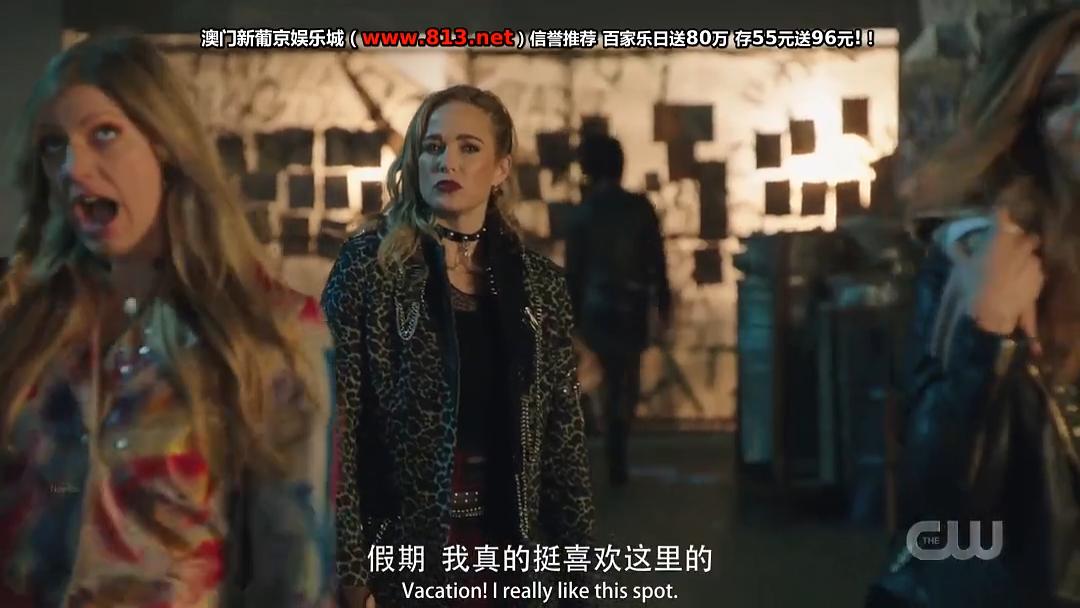 澳门新葡京娱乐城（www.813.net）信誉推荐 百家乐日送80万 存55元送96元！！
THE CW
假期 我真的挺喜欢这里的
Vacation! I really like this spot.